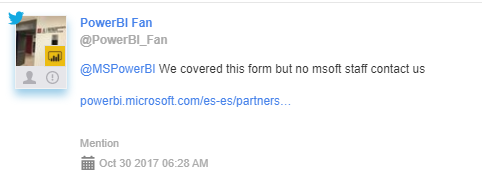 PowerBI Fan
@PowerBI_Fan
@MSPowerBI We covered this form but no msoft staff contact us
powerbi.microsoft.com/es-es/partners…
Mention
Oct 30 2017 06:28 AM